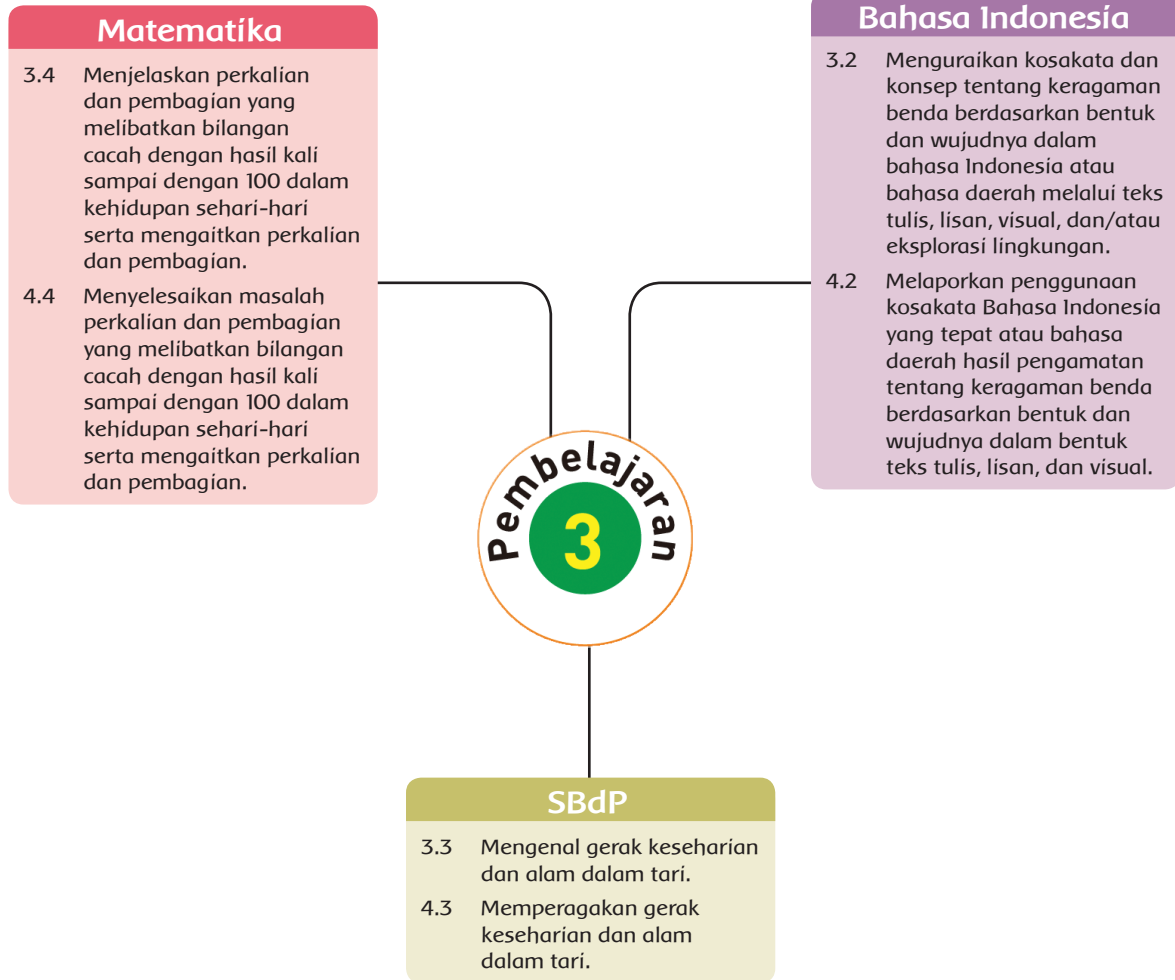 Matematika
3.4 Menjelaskan perkalian
dan pembagian yang
melibatkan bilangan
cacah dengan hasil kali
sampai dengan 100 dalam
kehidupan sehari-hari
serta mengaitkan perkalian
dan pembagian.
4.4 Menyelesaikan masalah
perkalian dan pembagian
yang melibatkan bilangan
cacah dengan hasil kali
sampai dengan 100 dalam
kehidupan sehari-hari
serta mengaitkan perkalian
dan pembagian.
Bahasa Indonesia
3.2 Menguraikan kosakata dan
konsep tentang keragaman
benda berdasarkan bentuk
dan wujudnya dalam
bahasa Indonesia atau
bahasa daerah melalui teks
tulis, lisan, visual, dan/atau
eksplorasi lingkungan.
4.2 Melaporkan penggunaan
kosakata Bahasa Indonesia
yang tepat atau bahasa
daerah hasil pengamatan
tentang keragaman benda
berdasarkan bentuk dan
wujudnya dalam bentuk
teks tulis, lisan, dan visual.
Pembelajaran
3
SBdP
3.3 Mengenal gerak keseharian
dan alam dalam tari.
4.3 Memperagakan gerak
keseharian dan alam
dalam tari.